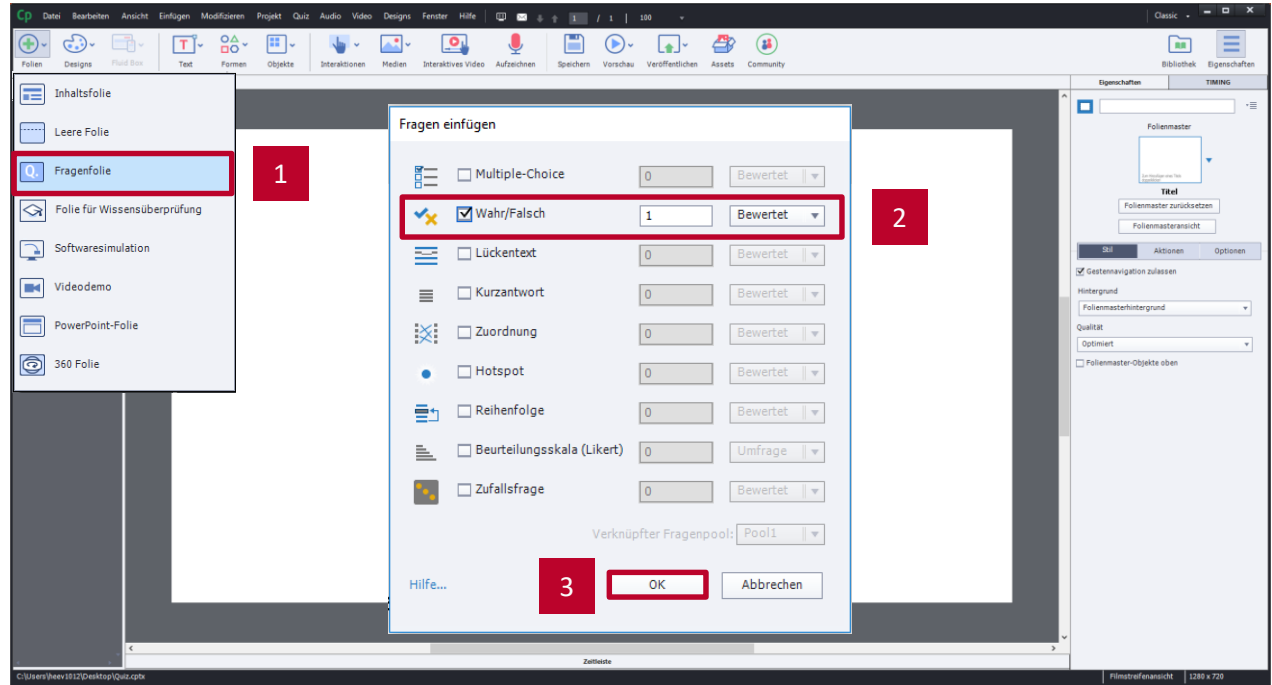 Cp Datei Bearbeiten Ansicht Einfügen Modifizieren Projekt Quiz Audio Video Designs Fenster Hilfe 1 / 1 100 Classic
Folien Designs Fluid Box Text Formen Objekte Interaktionen Medien Interaktives Video Aufzeichnen Speichern Vorschau Veröffentlichen Assets Community Bibliothek Eigenschaften
Inhaltsfolie
Leere Folie
Q. Fragenfolie
1
Folie für Wissensüberprüfung
Softwaresimulation
Videodemo
PowerPoint-Folie
360 Folie
Fragen einfügen
Multiple-Choice 0 Bewertet
Wahr/Falsch 1 Bewertet
2
Lückentext 0 Bewertet
Kurzantwort 0 Bewertet
Zuordnung 0 Bewertet
Hotspot 0 Bewertet
Reihenfolge 0 Bewertet
Beurteilungsskala (Likert) 0 Umfrage
Zufallsfrage 0 Bewertet
Verknüpfter Fragenpool: Pool1
Hilfe...
3
OK
Abbrechen
Eigenschaften TIMING
Folienmaster
Titel
Folienmaster zurücksetzen
Folienmasteransicht
Stil Aktionen Optionen
Gestennavigation zulassen
Hintergrund
Folienmasterhintergrund
Qualität
Optimiert
Folienmaster-Objekte oben
Zeitleiste
C:\Users\heev1012\Desktop\Quiz.cptx Filmstreifenansicht 1280 x 720